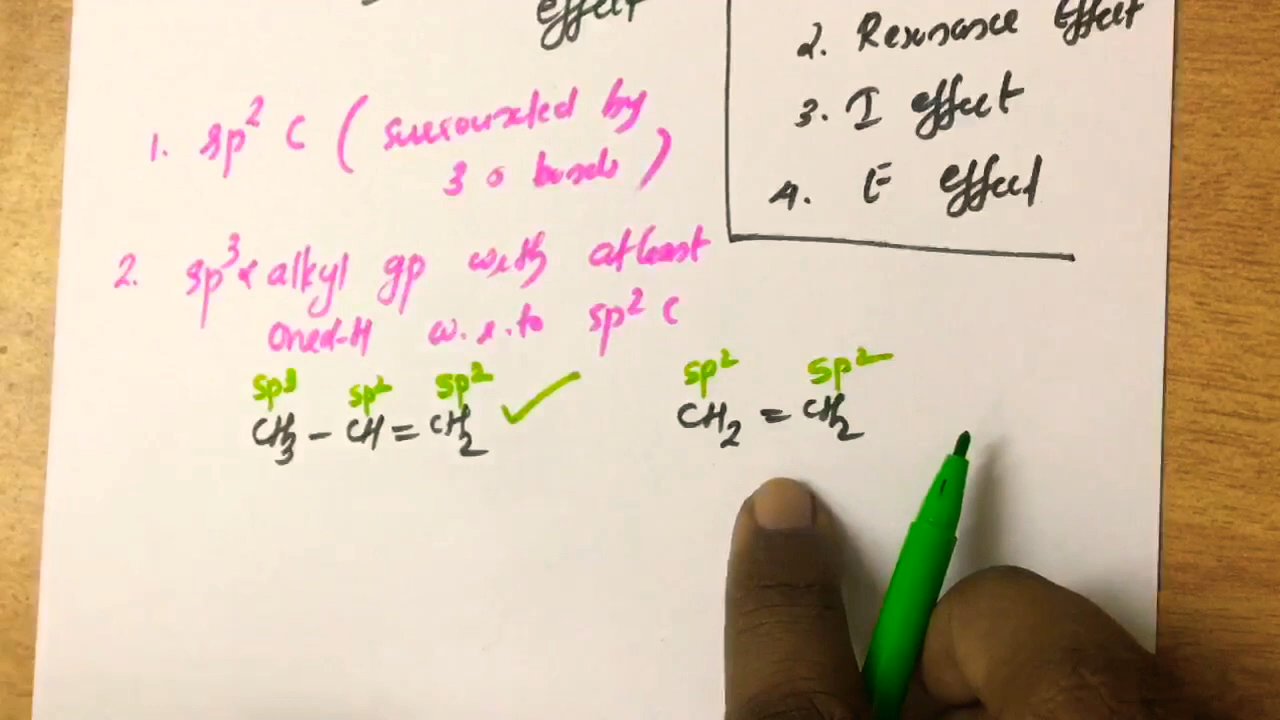 effect
2. Resonance Effect
3. I effect
4. E effect
1. sp² C ( surrounded by
3 σ bonds )
2. sp³ α alkyl gp with atleast
one α-H w.r.to sp² C
sp³ sp² sp²
CH₃ - CH = CH₂ ✓
sp² sp²
CH₂ = CH₂